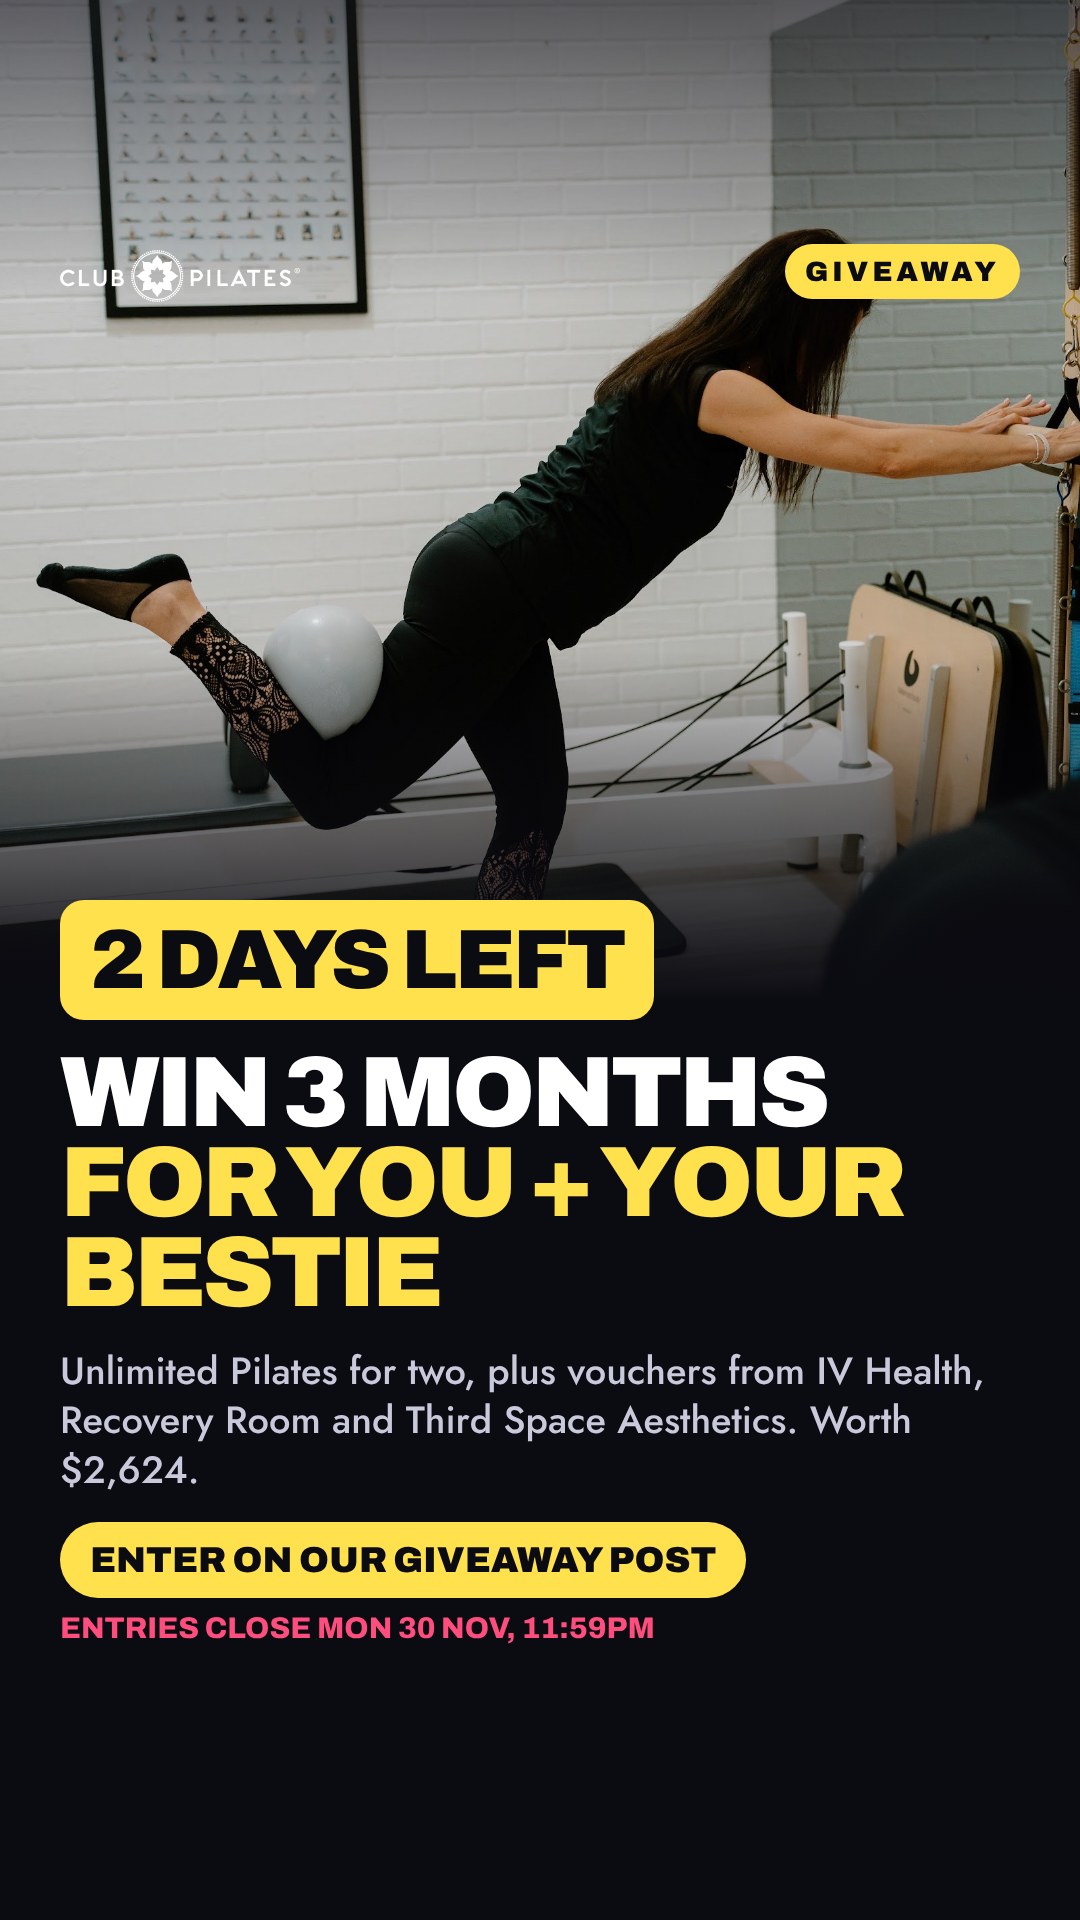 CLUB PILATES®
GIVEAWAY
2 DAYS LEFT
WIN 3 MONTHS
FOR YOU + YOUR
BESTIE
Unlimited Pilates for two, plus vouchers from IV Health,
Recovery Room and Third Space Aesthetics. Worth
$2,624.
ENTER ON OUR GIVEAWAY POST
ENTRIES CLOSE MON 30 NOV, 11:59PM